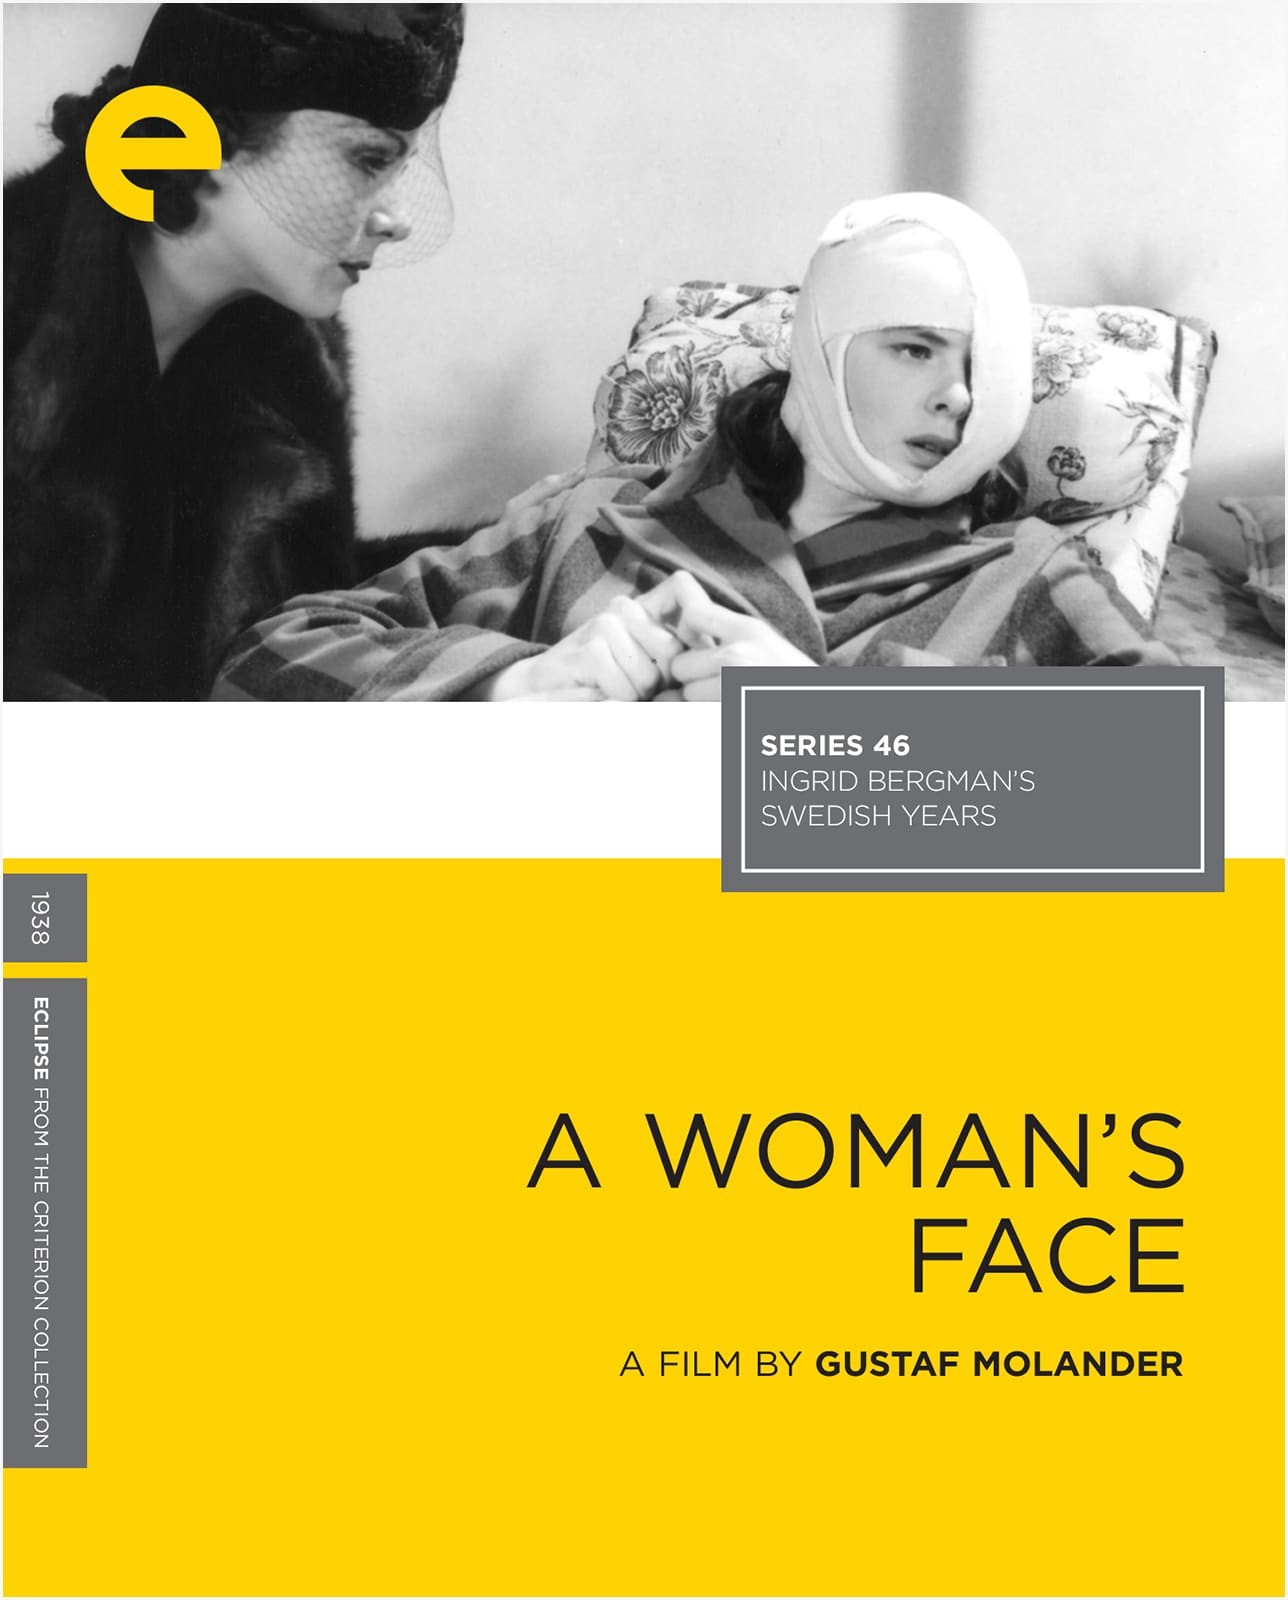 e
SERIES 46
INGRID BERGMAN'S
SWEDISH YEARS
1938
ECLIPSE FROM THE CRITERION COLLECTION
A WOMAN'S
FACE
A FILM BY GUSTAF MOLANDER